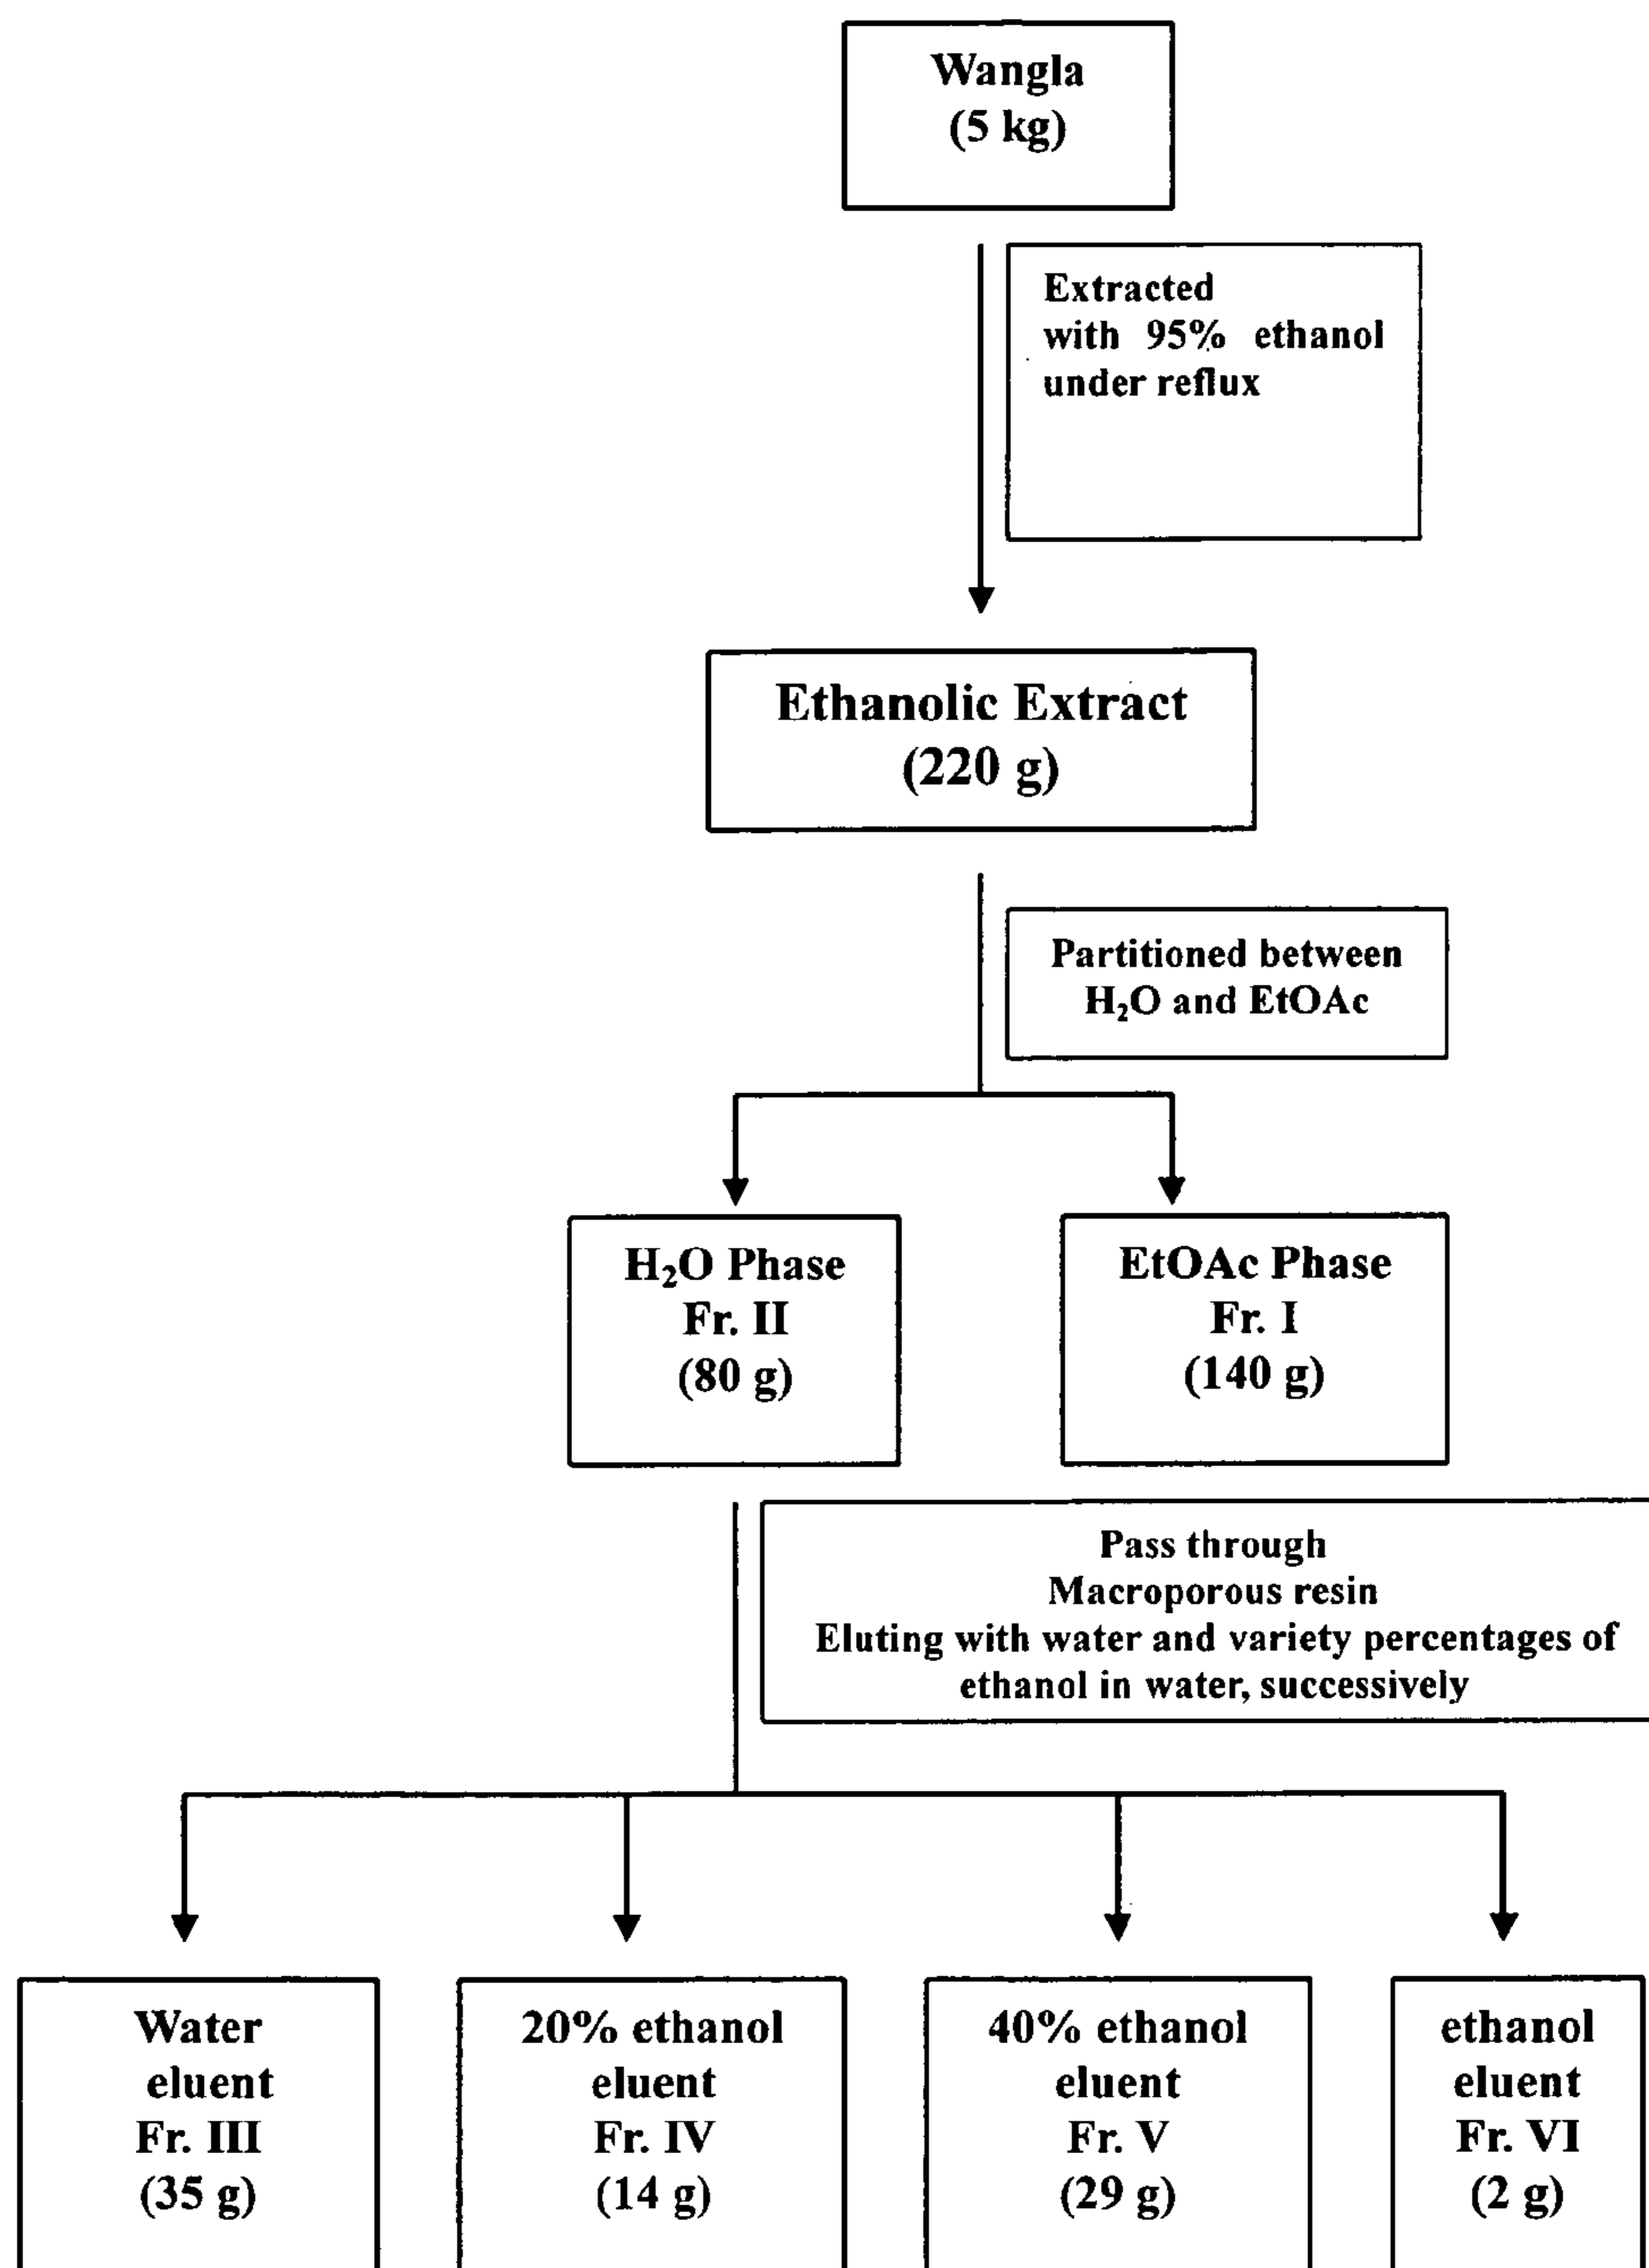 Wangla
(5 kg)
Extracted
with 95% ethanol
under reflux
Ethanolic Extract
(220 g)
Partitioned between
H₂O and EtOAc
H₂O Phase
Fr. II
(80 g)
EtOAc Phase
Fr. I
(140 g)
Pass through
Macroporous resin
Eluting with water and variety percentages of
ethanol in water, successively
Water
eluent
Fr. III
(35 g)
20% ethanol
eluent
Fr. IV
(14 g)
40% ethanol
eluent
Fr. V
(29 g)
ethanol
eluent
Fr. VI
(2 g)